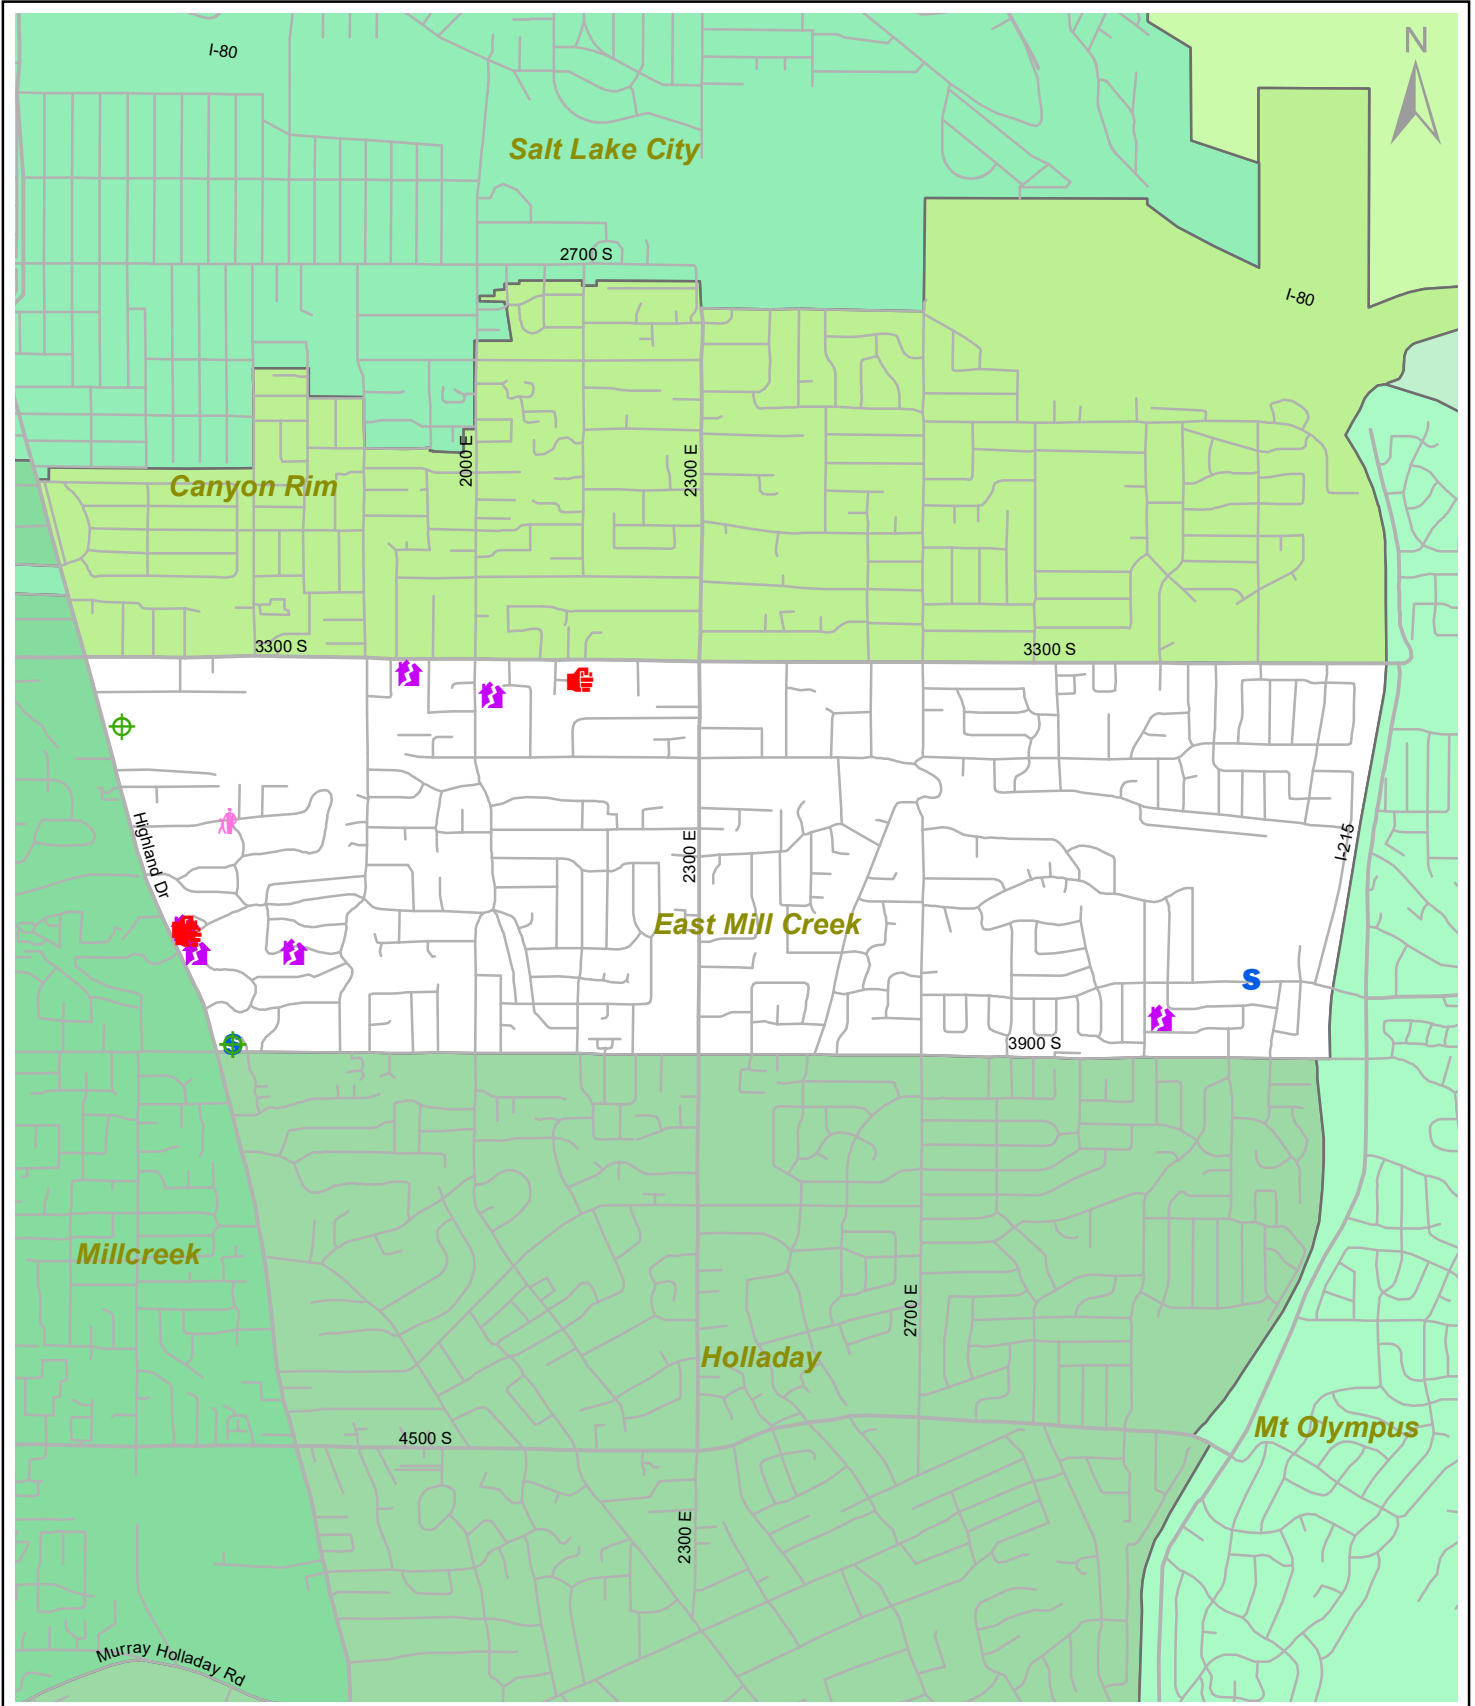 I-80
N
Salt Lake City
2700 S
I-80
2000 E
2300 E
Canyon Rim
3300 S
3300 S
Highland Dr
2300 E
I-215
East Mill Creek
S
3900 S
S
Millcreek
2700 E
Holladay
Mt Olympus
4500 S
2300 E
Murray Holladay Rd